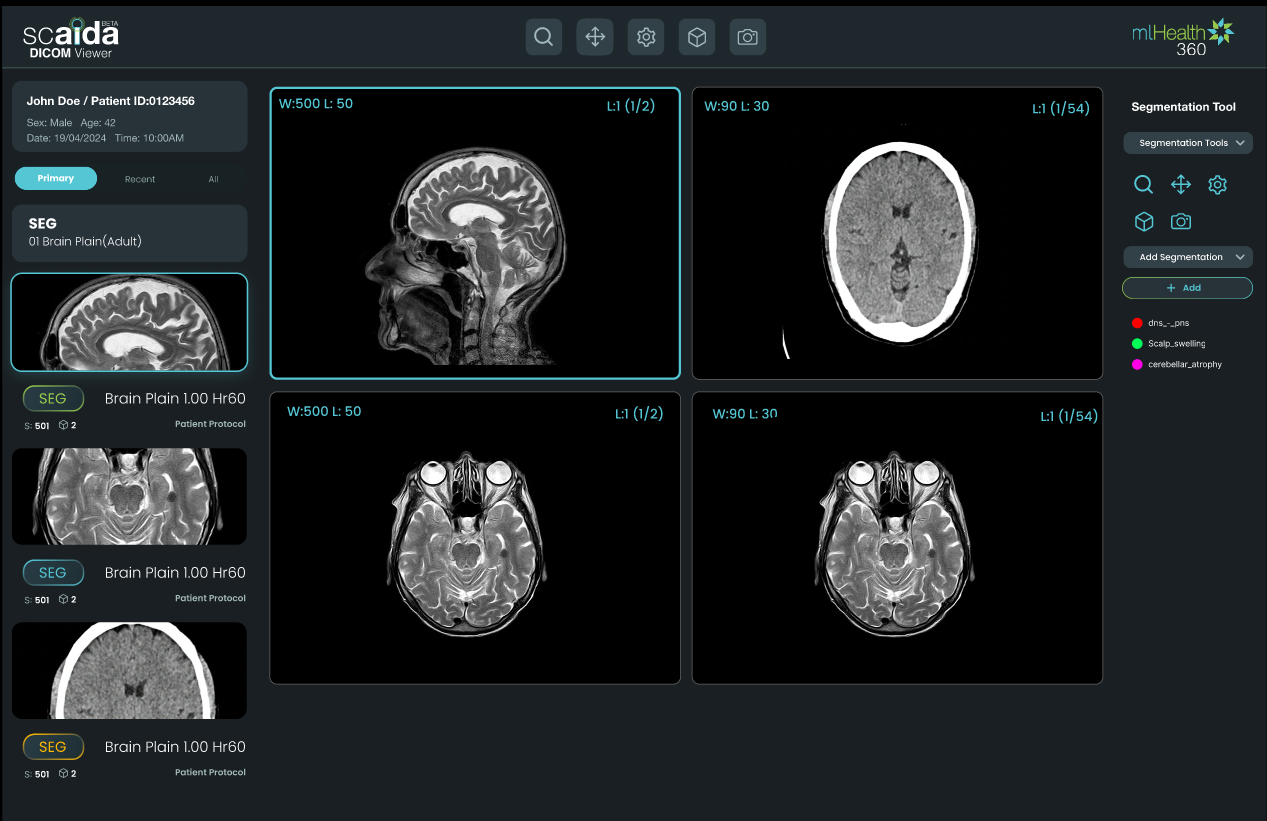 scaida BETA
DICOM Viewer
mlHealth
360
John Doe / Patient ID:0123456
Sex: Male Age: 42
Date: 19/04/2024 Time: 10:00AM
Primary Recent All
SEG
01 Brain Plain(Adult)
SEG Brain Plain 1.00 Hr60
S: 501 2 Patient Protocol
SEG Brain Plain 1.00 Hr60
S: 501 2 Patient Protocol
SEG Brain Plain 1.00 Hr60
S: 501 2 Patient Protocol
W:500 L: 50 L:1 (1/2)
W:90 L: 30 L:1 (1/54)
W:500 L: 50 L:1 (1/2)
W:90 L: 30 L:1 (1/54)
Segmentation Tool
Segmentation Tools
Add Segmentation
+ Add
dns_-_pns
Scalp_swelling
cerebellar_atrophy